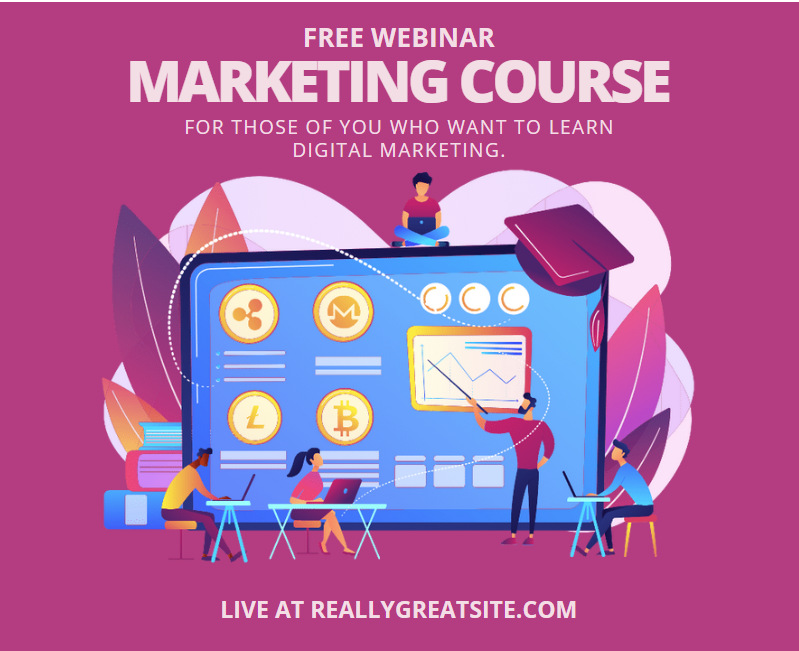 FREE WEBINAR
MARKETING COURSE
FOR THOSE OF YOU WHO WANT TO LEARN
DIGITAL MARKETING.
LIVE AT REALLYGREATSITE.COM